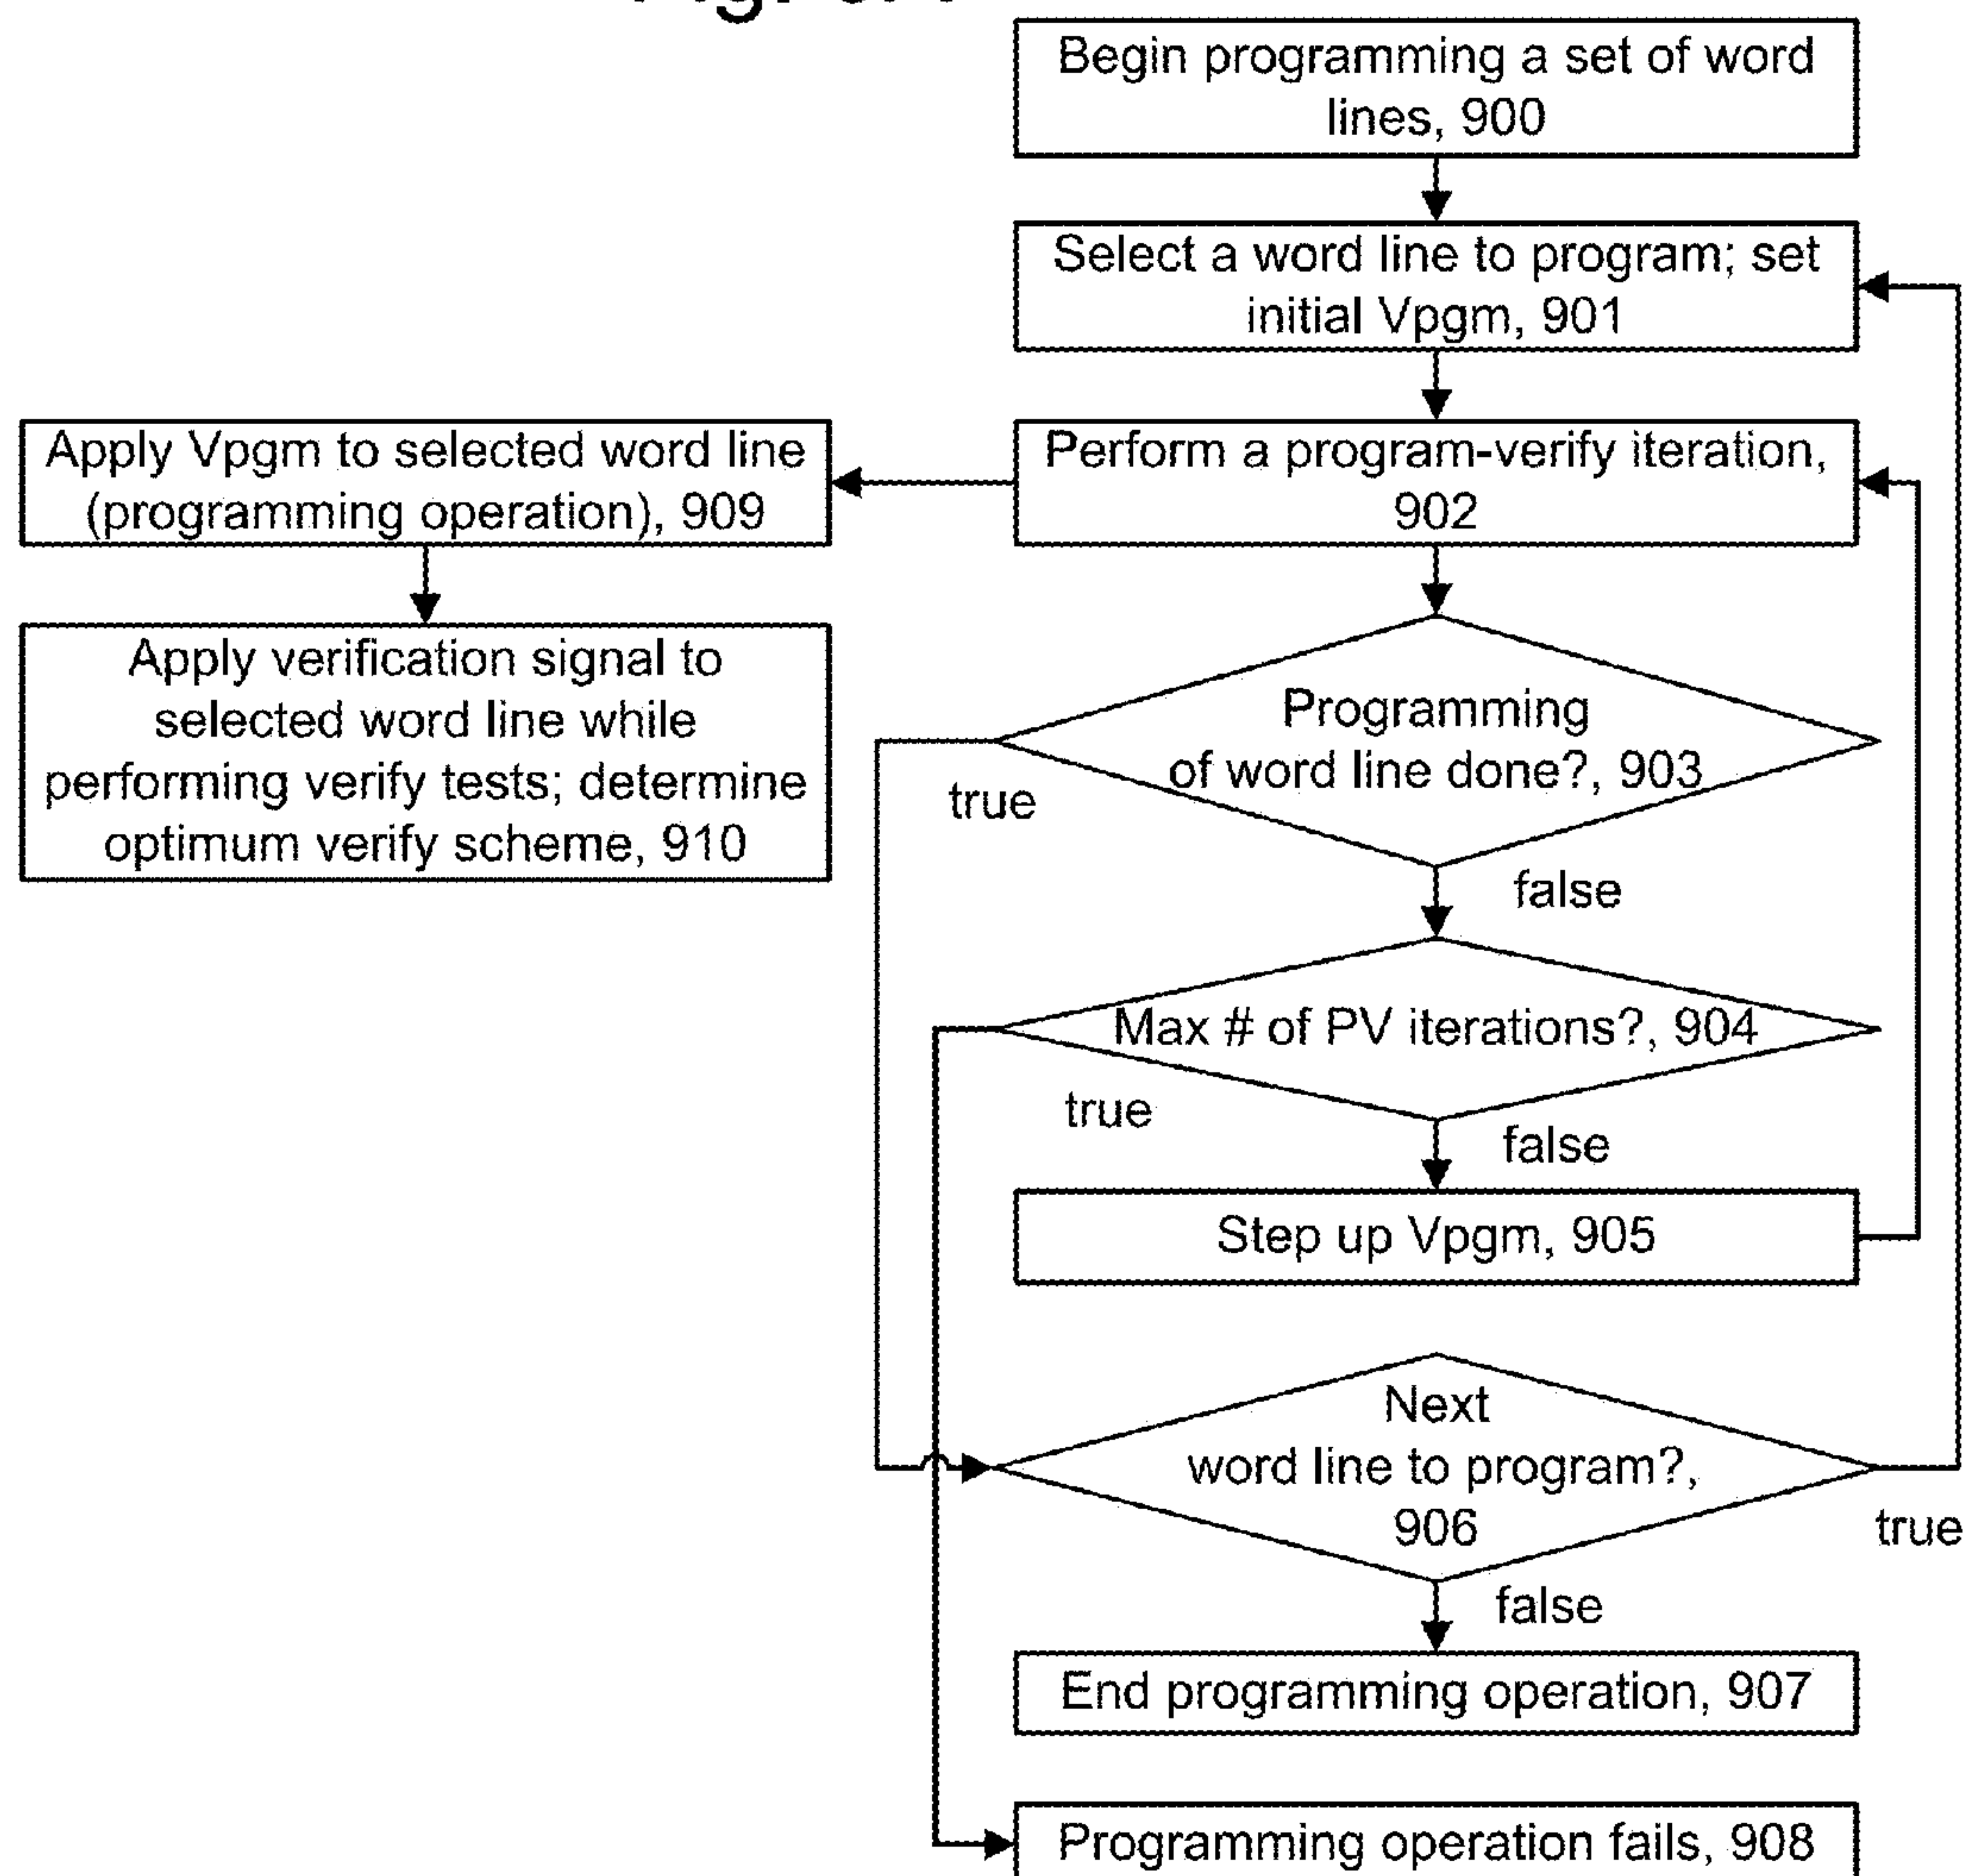 Begin programming a set of word
lines, 900
Select a word line to program; set
initial Vpgm, 901
Apply Vpgm to selected word line
(programming operation), 909
Perform a program-verify iteration,
902
Apply verification signal to
selected word line while
performing verify tests; determine
optimum verify scheme, 910
Programming
of word line done?, 903
true
false
Max # of PV iterations?, 904
true
false
Step up Vpgm, 905
Next
word line to program?,
906
true
false
End programming operation, 907
Programming operation fails, 908